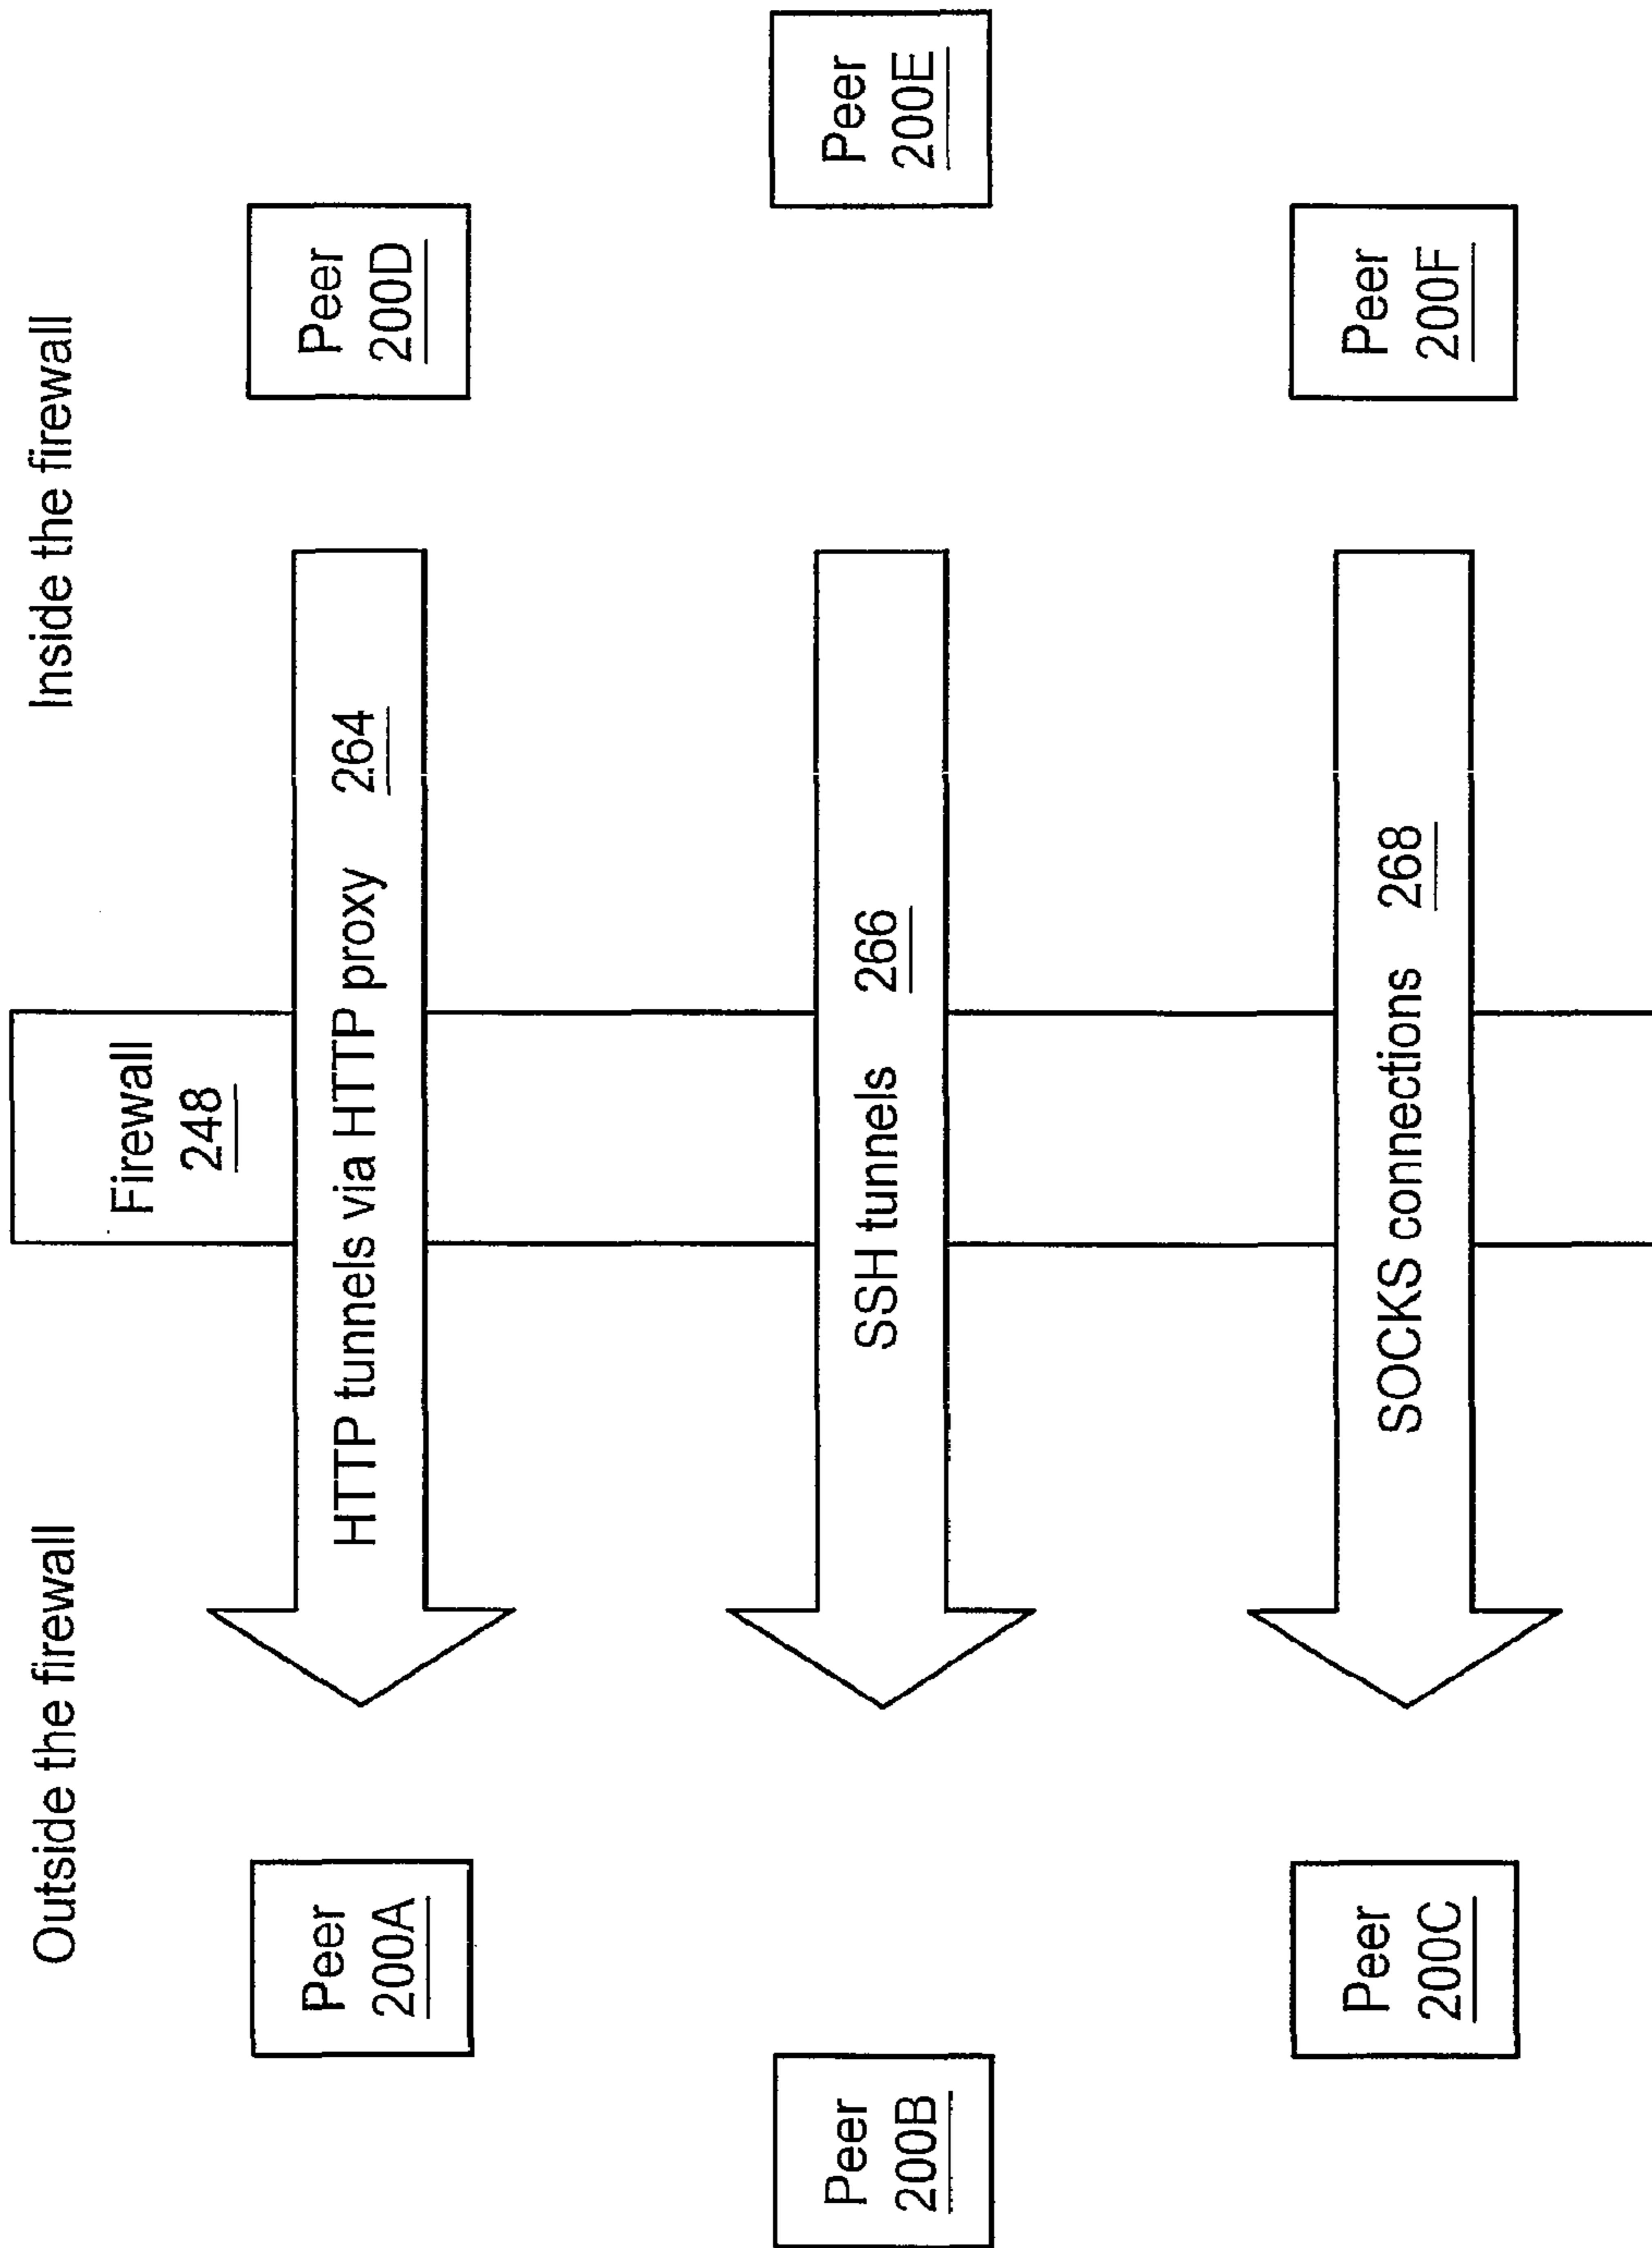 Outside the firewall
Inside the firewall
Firewall
248
Peer
200A
HTTP tunnels via HTTP proxy 264
Peer
200D
Peer
200B
SSH tunnels 266
Peer
200E
Peer
200C
SOCKS connections 268
Peer
200F